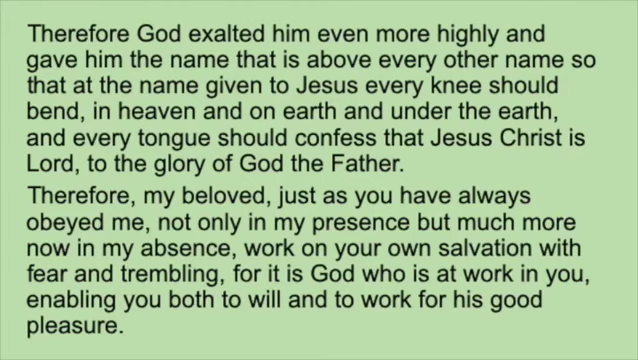 Therefore God exalted him even more highly and
gave him the name that is above every other name so
that at the name given to Jesus every knee should
bend, in heaven and on earth and under the earth,
and every tongue should confess that Jesus Christ is
Lord, to the glory of God the Father.
Therefore, my beloved, just as you have always
obeyed me, not only in my presence but much more
now in my absence, work on your own salvation with
fear and trembling, for it is God who is at work in you,
enabling you both to will and to work for his good
pleasure.